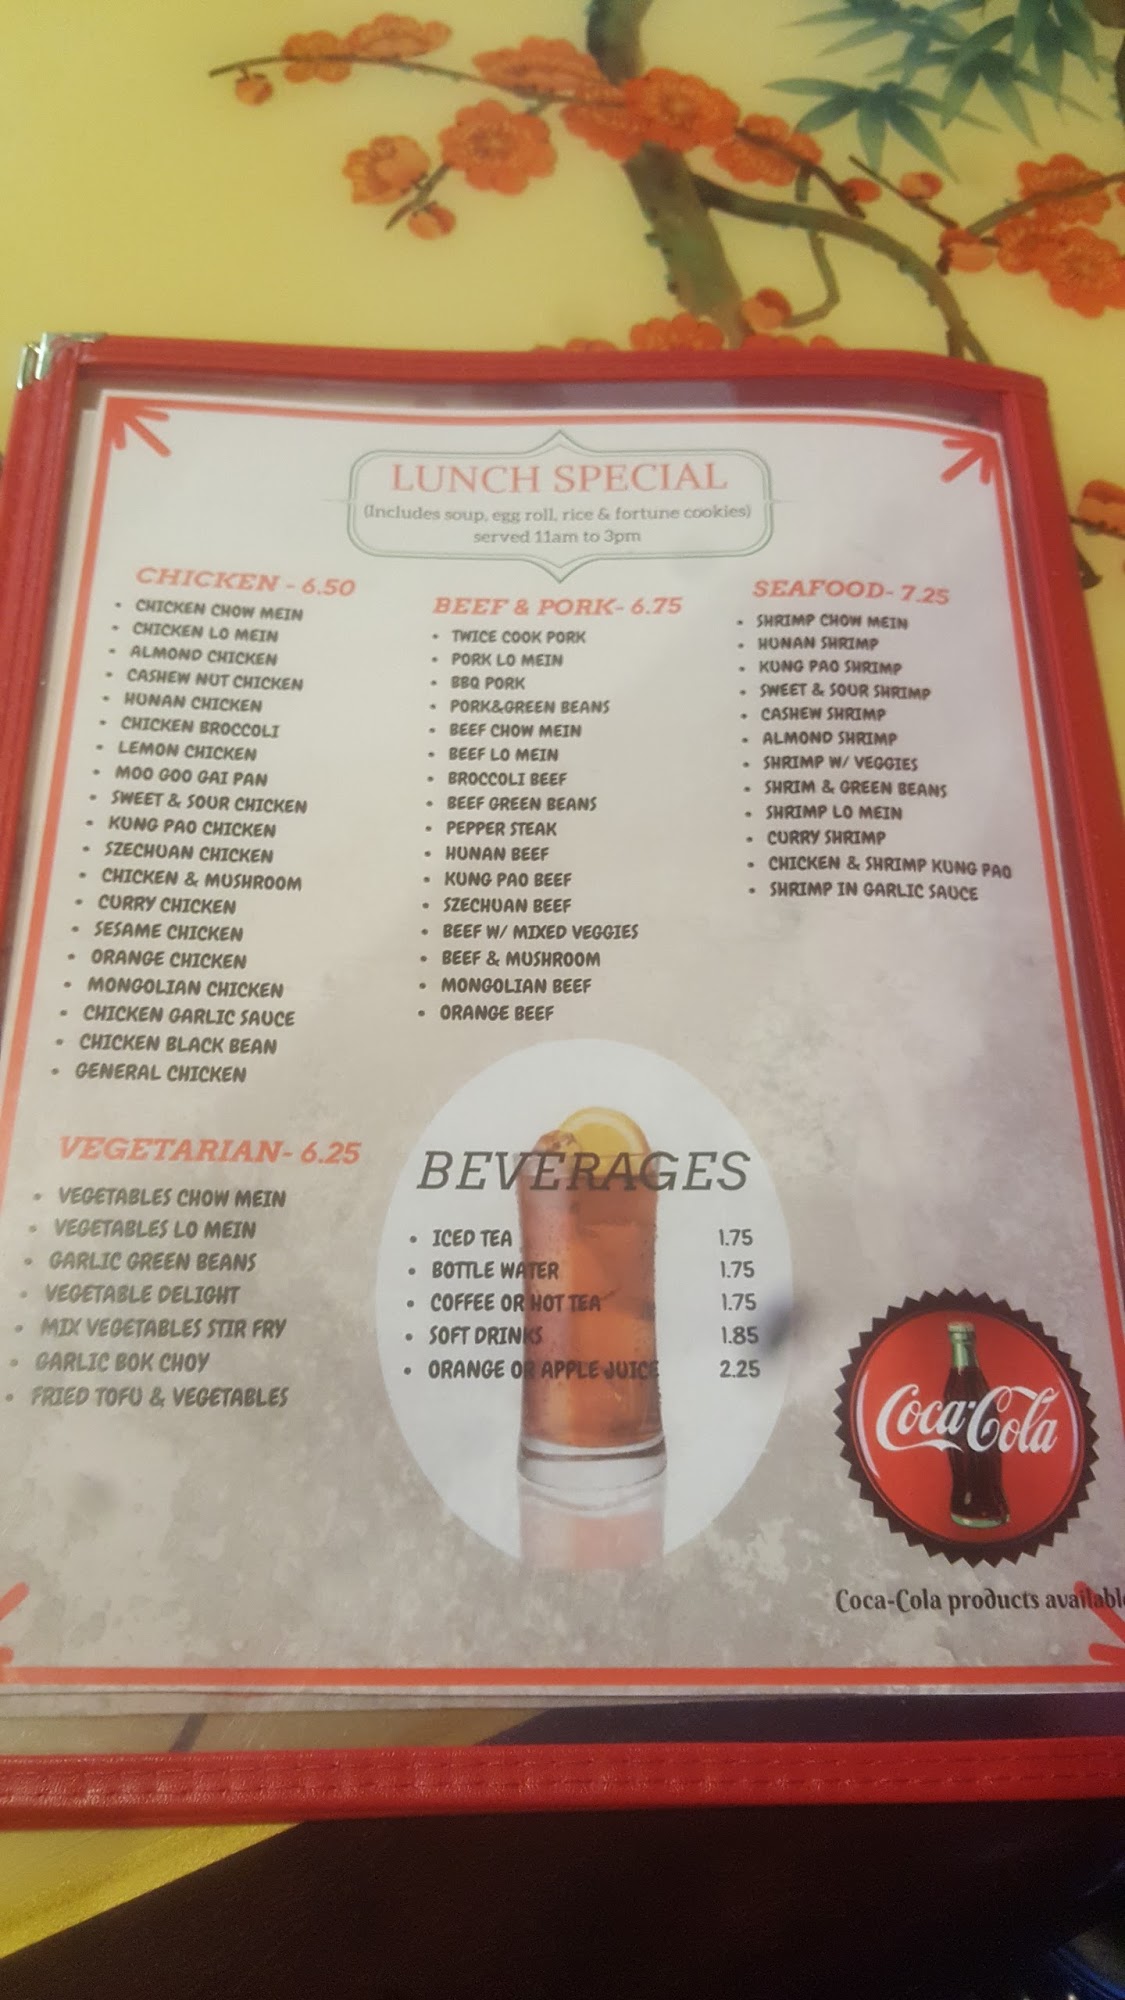 LUNCH SPECIAL
(Includes soup, egg roll, rice & fortune cookies)
served 11am to 3pm
CHICKEN - 6.50
• CHICKEN CHOW MEIN
• CHICKEN LO MEIN
• ALMOND CHICKEN
• CASHEW NUT CHICKEN
• HUNAN CHICKEN
• CHICKEN BROCCOLI
• LEMON CHICKEN
• MOO GOO GAI PAN
• SWEET & SOUR CHICKEN
• KUNG PAO CHICKEN
• SZECHUAN CHICKEN
• CHICKEN & MUSHROOM
• CURRY CHICKEN
• SESAME CHICKEN
• ORANGE CHICKEN
• MONGOLIAN CHICKEN
• CHICKEN GARLIC SAUCE
• CHICKEN BLACK BEAN
• GENERAL CHICKEN
BEEF & PORK- 6.75
• TWICE COOK PORK
• PORK LO MEIN
• BBQ PORK
• PORK&GREEN BEANS
• BEEF CHOW MEIN
• BEEF LO MEIN
• BROCCOLI BEEF
• BEEF GREEN BEANS
• PEPPER STEAK
• HUNAN BEEF
• KUNG PAO BEEF
• SZECHUAN BEEF
• BEEF W/ MIXED VEGGIES
• BEEF & MUSHROOM
• MONGOLIAN BEEF
• ORANGE BEEF
SEAFOOD- 7.25
• SHRIMP CHOW MEIN
• HUNAN SHRIMP
• KUNG PAO SHRIMP
• SWEET & SOUR SHRIMP
• CASHEW SHRIMP
• ALMOND SHRIMP
• SHRIMP W/ VEGGIES
• SHRIM & GREEN BEANS
• SHRIMP LO MEIN
• CURRY SHRIMP
• CHICKEN & SHRIMP KUNG PAO
• SHRIMP IN GARLIC SAUCE
VEGETARIAN- 6.25
• VEGETABLES CHOW MEIN
• VEGETABLES LO MEIN
• GARLIC GREEN BEANS
• VEGETABLE DELIGHT
• MIX VEGETABLES STIR FRY
• GARLIC BOK CHOY
• FRIED TOFU & VEGETABLES
BEVERAGES
• ICED TEA 1.75
• BOTTLE WATER 1.75
• COFFEE OR HOT TEA 1.75
• SOFT DRINKS 1.85
• ORANGE OR APPLE JUICE 2.25
Coca-Cola
Coca-Cola products available